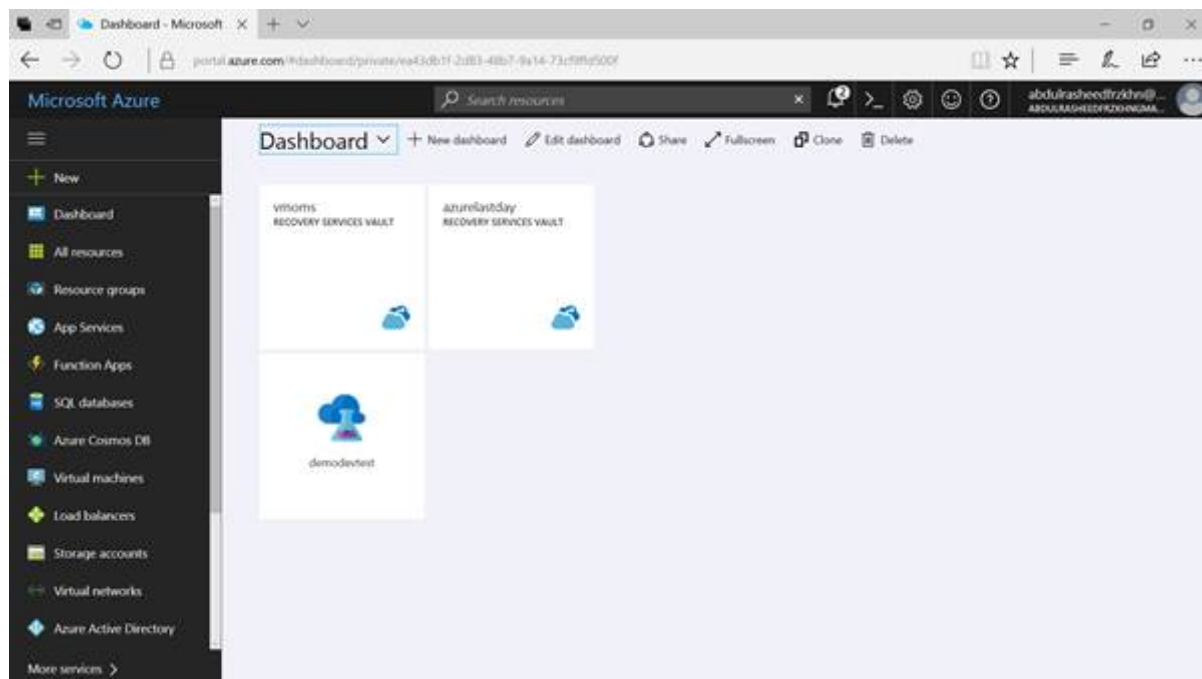 Dashboard - Microsoft
Microsoft Azure
Search resources
2
abdulrasheedfrzkhn@...
Dashboard
New dashboard
Edit dashboard
Share
Fullscreen
Clone
Delete
New
Dashboard
All resources
Resource groups
App Services
Function Apps
SQL databases
Azure Cosmos DB
Virtual machines
Load balancers
Storage accounts
Virtual networks
Azure Active Directory
More services
vmoms
RECOVERY SERVICES VAULT
azurelastday
RECOVERY SERVICES VAULT
demodevtest